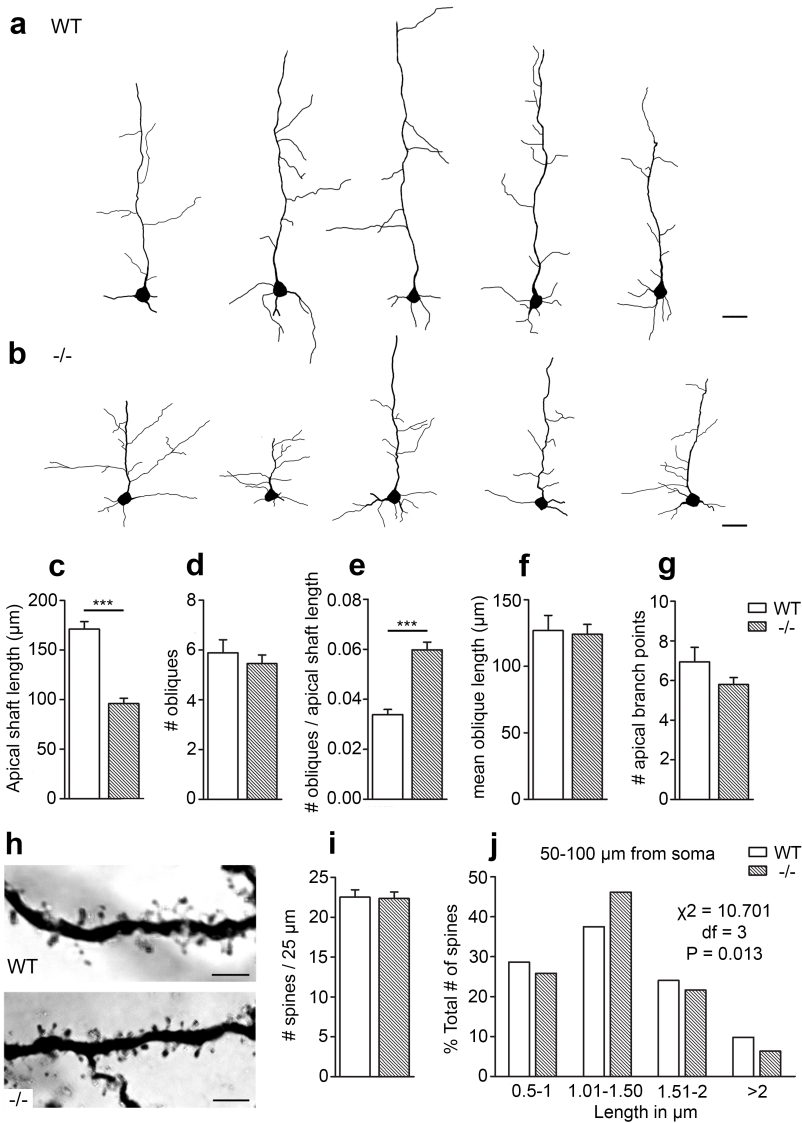 a WT
b -/-
c
Apical shaft length (µm)
200
150
100
50
0
***
d
# obliques
8
6
4
2
0
e
# obliques / apical shaft length
0.08
0.06
0.04
0.02
0.00
***
f
mean oblique length (µm)
150
100
50
0
g
# apical branch points
10
8
6
4
2
0
WT
-/-
h
WT
-/-
i
# spines / 25 µm
25
20
15
10
5
0
j
50-100 µm from soma
WT
-/-
% Total # of spines
50
40
30
20
10
0
χ2 = 10.701
df = 3
P = 0.013
0.5-1 1.01-1.50 1.51-2 >2
Length in µm